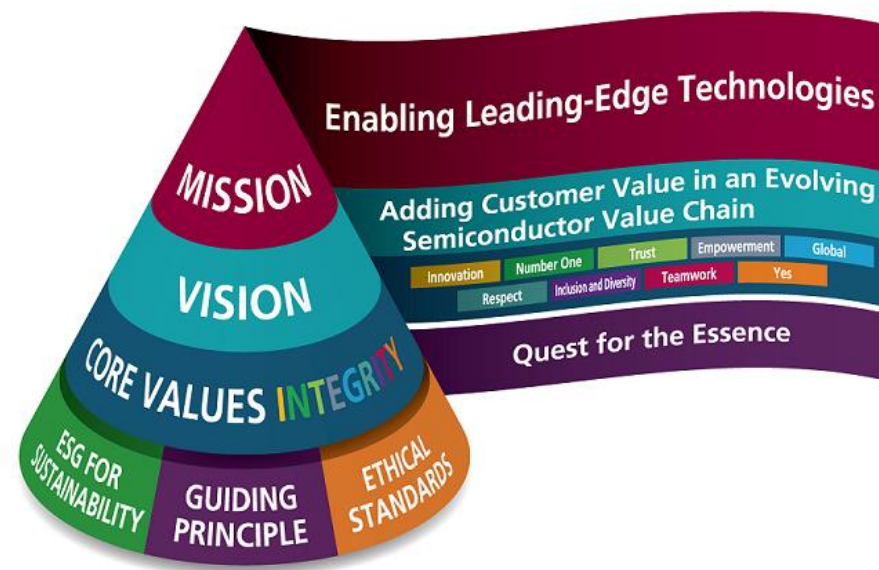 MISSION
Enabling Leading-Edge Technologies
VISION
Adding Customer Value in an Evolving
Semiconductor Value Chain
CORE VALUES INTEGRITY
Innovation Number One Trust Empowerment Global
Respect Inclusion and Diversity Teamwork Yes
Quest for the Essence
ESG FOR
SUSTAINABILITY
GUIDING
PRINCIPLE
ETHICAL
STANDARDS